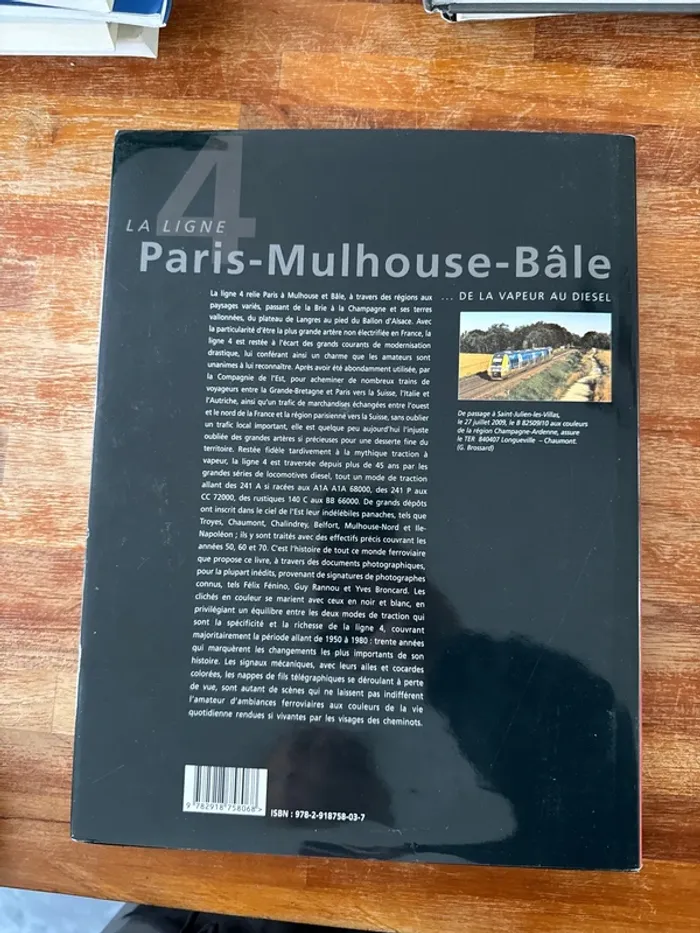 4
LA LIGNE
Paris-Mulhouse-Bâle
... DE LA VAPEUR AU DIESEL
La ligne 4 relie Paris à Mulhouse et Bâle, à travers des régions aux
paysages variés, passant de la Brie à la Champagne et ses terres
vallonnées, du plateau de Langres au pied du Ballon d'Alsace. Avec
la particularité d'être la plus grande artère non électrifiée en France, la
ligne 4 est restée à l'écart des grands courants de modernisation
drastique, lui conférant ainsi un charme que les amateurs sont
unanimes à lui reconnaître. Après avoir été abondamment utilisée, par
la Compagnie de l'Est, pour acheminer de nombreux trains de
voyageurs entre la Grande-Bretagne et Paris vers la Suisse, l'Italie et
l'Autriche, ainsi qu'un trafic de marchandises échangées entre l'ouest
et le nord de la France et la région parisienne vers la Suisse, sans oublier
un trafic local important, elle est quelque peu aujourd'hui l'injuste
oubliée des grandes artères si précieuses pour une desserte fine du
territoire. Restée fidèle tardivement à la mythique traction à
vapeur, la ligne 4 est traversée depuis plus de 45 ans par les
grandes séries de locomotives diesel, tout un mode de traction
allant des 241 A si racées aux A1A A1A 68000, des 241 P aux
CC 72000, des rustiques 140 C aux BB 66000. De grands dépôts
ont inscrit dans le ciel de l'Est leur indélébiles panaches, tels que
Troyes, Chaumont, Chalindrey, Belfort, Mulhouse-Nord et Ile-
Napoléon ; ils y sont traités avec des effectifs précis couvrant les
années 50, 60 et 70. C'est l'histoire de tout ce monde ferroviaire
que propose ce livre, à travers des documents photographiques,
pour la plupart inédits, provenant de signatures de photographes
connus, tels Félix Fénino, Guy Rannou et Yves Broncard. Les
clichés en couleur se marient avec ceux en noir et blanc, en
privilégiant un équilibre entre les deux modes de traction qui
sont la spécificité et la richesse de la ligne 4, couvrant
majoritairement la période allant de 1950 à 1980 : trente années
qui marquèrent les changements les plus importants de son
histoire. Les signaux mécaniques, avec leurs ailes et cocardes
colorées, les nappes de fils télégraphiques se déroulant à perte
de vue, sont autant de scènes qui ne laissent pas indifférent
l'amateur d'ambiances ferroviaires aux couleurs de la vie
quotidienne rendues si vivantes par les visages des cheminots.
De passage à Saint-Julien-les-Villas,
le 27 juillet 2009, le B 82509/10 aux couleurs
de la région Champagne-Ardenne, assure
le TER 840407 Longueville – Chaumont.
(G. Brossard)
9 782918 758068 >
ISBN : 978-2-918758-03-7